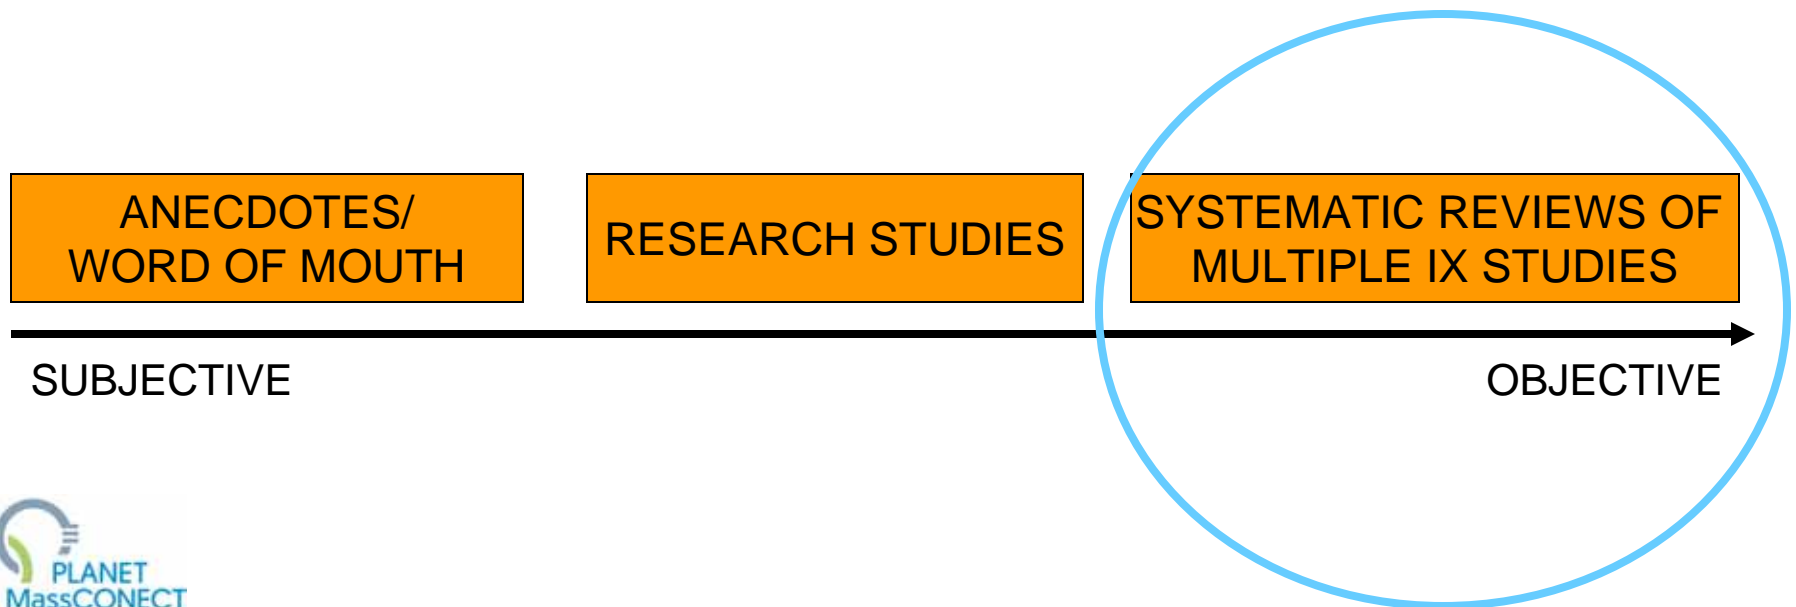 ANECDOTES/
WORD OF MOUTH
RESEARCH STUDIES
SYSTEMATIC REVIEWS OF
MULTIPLE IX STUDIES
SUBJECTIVE
OBJECTIVE
PLANET
MassCONECT